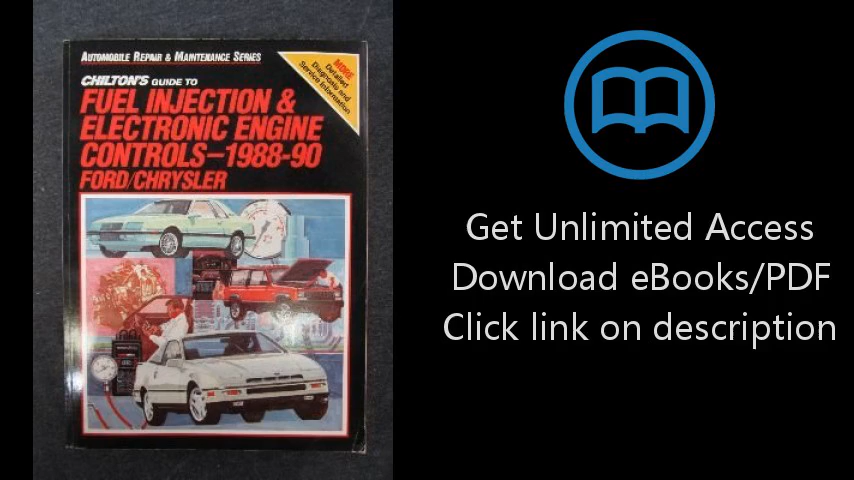 AUTOMOBILE REPAIR & MAINTENANCE SERIES
MORE
Detailed
Diagnosis and
Service Information
CHILTON'S GUIDE TO
FUEL INJECTION &
ELECTRONIC ENGINE
CONTROLS–1988-90
FORD/CHRYSLER
Get Unlimited Access
Download eBooks/PDF
Click link on description